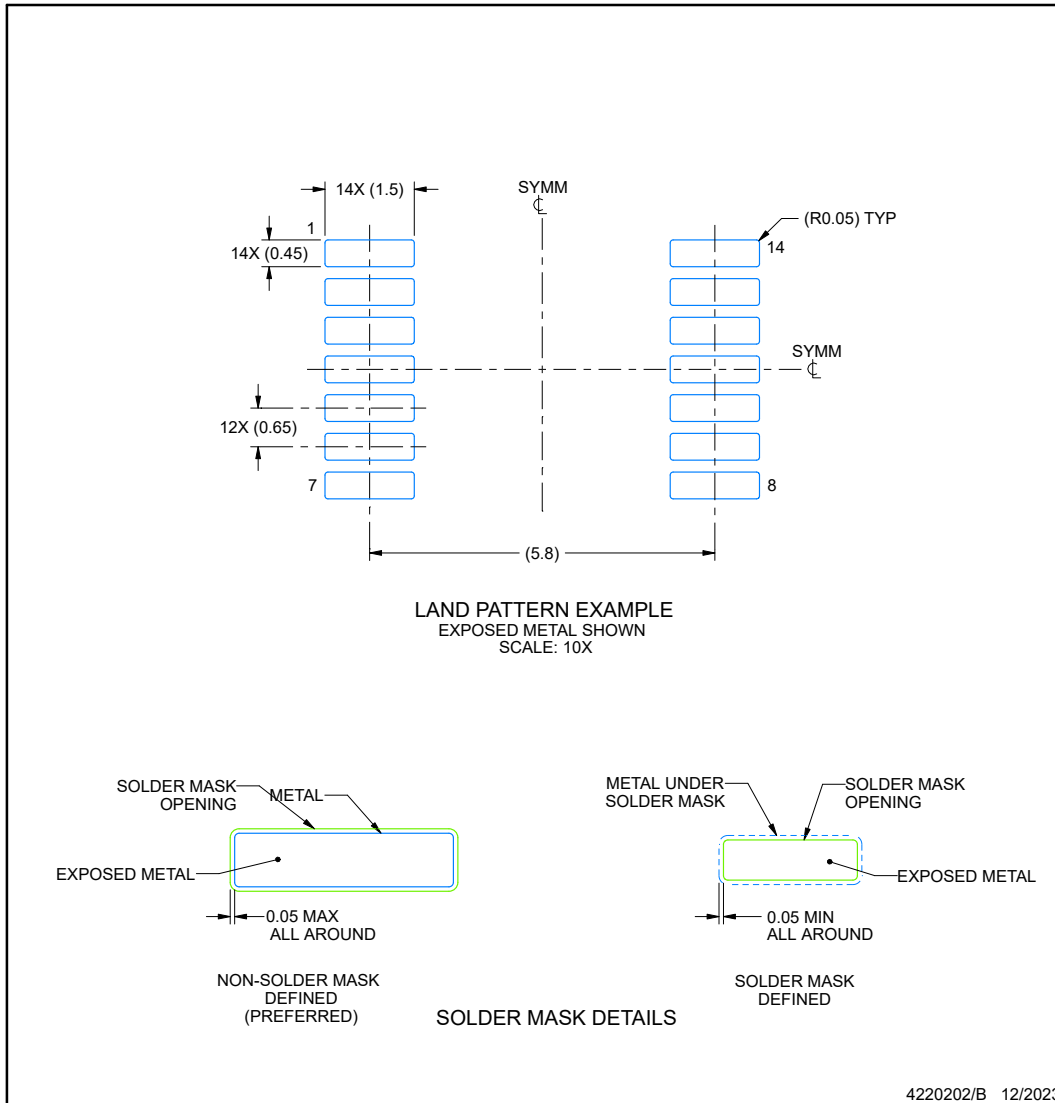 14X (1.5)
SYMM
℄
(R0.05) TYP
1
14
14X (0.45)
SYMM
℄
12X (0.65)
7
8
(5.8)
LAND PATTERN EXAMPLE
EXPOSED METAL SHOWN
SCALE: 10X
SOLDER MASK
OPENING
METAL
EXPOSED METAL
0.05 MAX
ALL AROUND
NON-SOLDER MASK
DEFINED
(PREFERRED)
METAL UNDER
SOLDER MASK
SOLDER MASK
OPENING
EXPOSED METAL
0.05 MIN
ALL AROUND
SOLDER MASK
DEFINED
SOLDER MASK DETAILS
4220202/B 12/2023